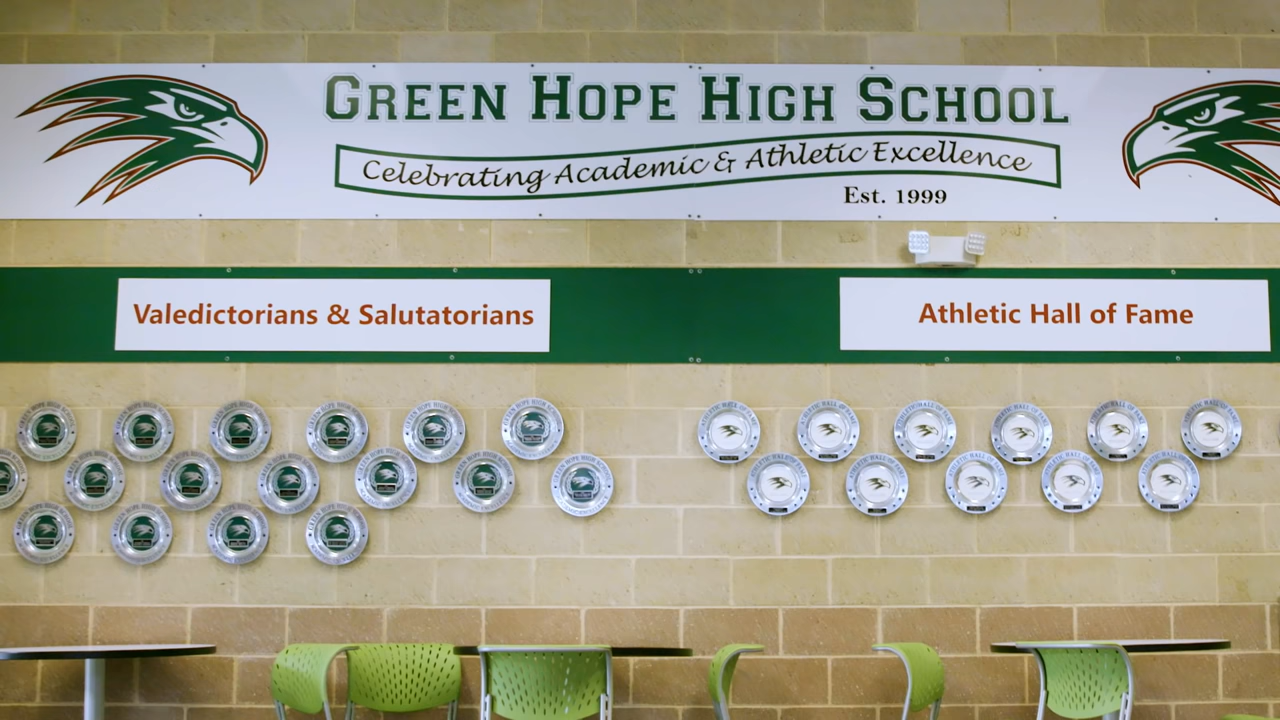 GREEN HOPE HIGH SCHOOL
Celebrating Academic & Athletic Excellence
Est. 1999
Valedictorians & Salutatorians
Athletic Hall of Fame